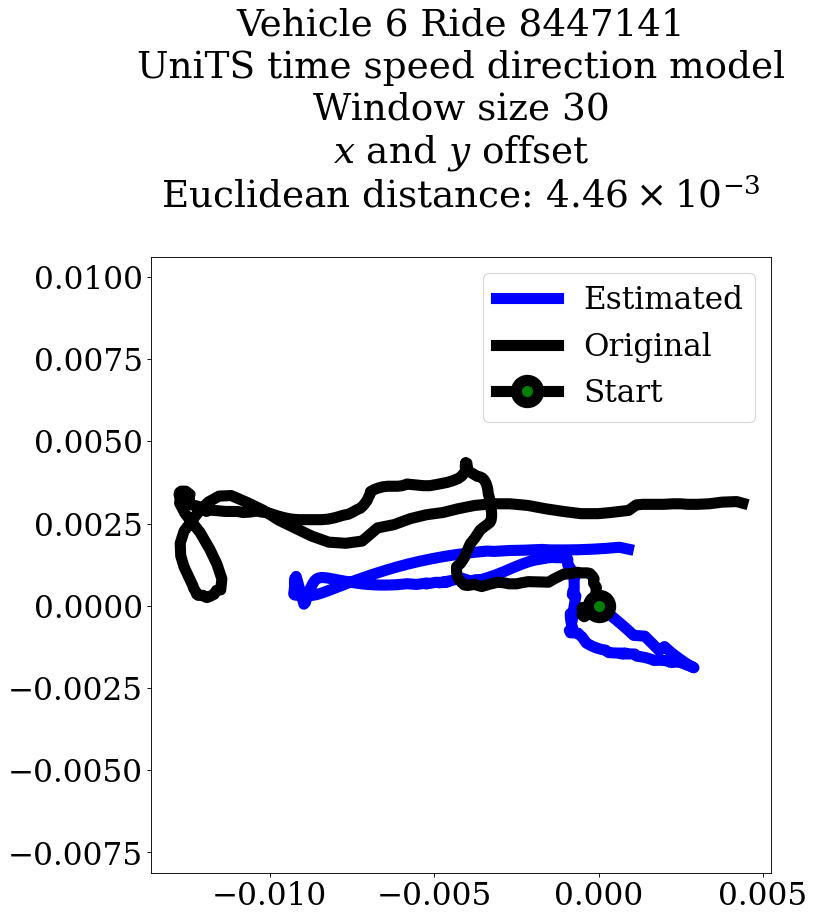 Vehicle 6 Ride 8447141
UniTS time speed direction model
Window size 30
x and y offset
Euclidean distance: 4.46 × 10⁻³
Estimated
Original
Start
0.0100
0.0075
0.0050
0.0025
0.0000
−0.0025
−0.0050
−0.0075
−0.010
−0.005
0.000
0.005